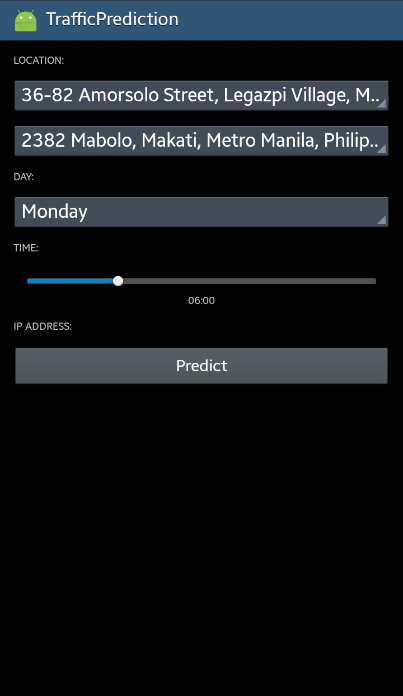 TrafficPrediction
LOCATION:
36-82 Amorsolo Street, Legazpi Village, M..
2382 Mabolo, Makati, Metro Manila, Philip..
DAY:
Monday
TIME:
06:00
IP ADDRESS:
Predict